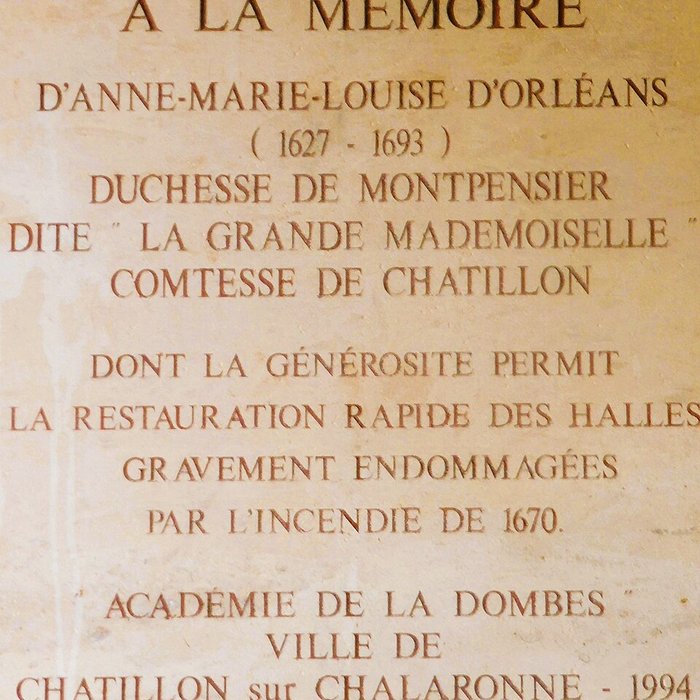 A LA MÉMOIRE
D'ANNE-MARIE-LOUISE D'ORLÉANS
( 1627 - 1693 )
DUCHESSE DE MONTPENSIER
DITE " LA GRANDE MADEMOISELLE "
COMTESSE DE CHATILLON
DONT LA GÉNÉROSITE PERMIT
LA RESTAURATION RAPIDE DES HALLES
GRAVEMENT ENDOMMAGÉES
PAR L'INCENDIE DE 1670.
" ACADÉMIE DE LA DOMBES "
VILLE DE
CHATILLON sur CHALARONNE - 1994